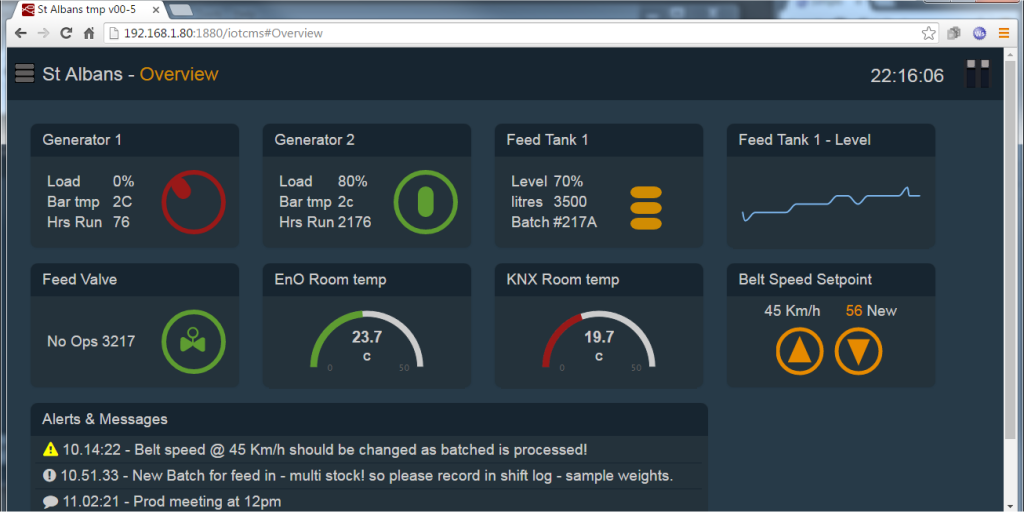 St Albans tmp v00-5
192.168.1.80:1880/iotcms#Overview
St Albans - Overview
22:16:06
Generator 1
Load 0%
Bar tmp 2C
Hrs Run 76
Generator 2
Load 80%
Bar tmp 2c
Hrs Run 2176
Feed Tank 1
Level 70%
litres 3500
Batch #217A
Feed Tank 1 - Level
Feed Valve
No Ops 3217
EnO Room temp
23.7
c
0 50
KNX Room temp
19.7
c
0 50
Belt Speed Setpoint
45 Km/h 56 New
Alerts & Messages
10.14:22 - Belt speed @ 45 Km/h should be changed as batched is processed!
10.51.33 - New Batch for feed in - multi stock! so please record in shift log - sample weights.
11.02:21 - Prod meeting at 12pm